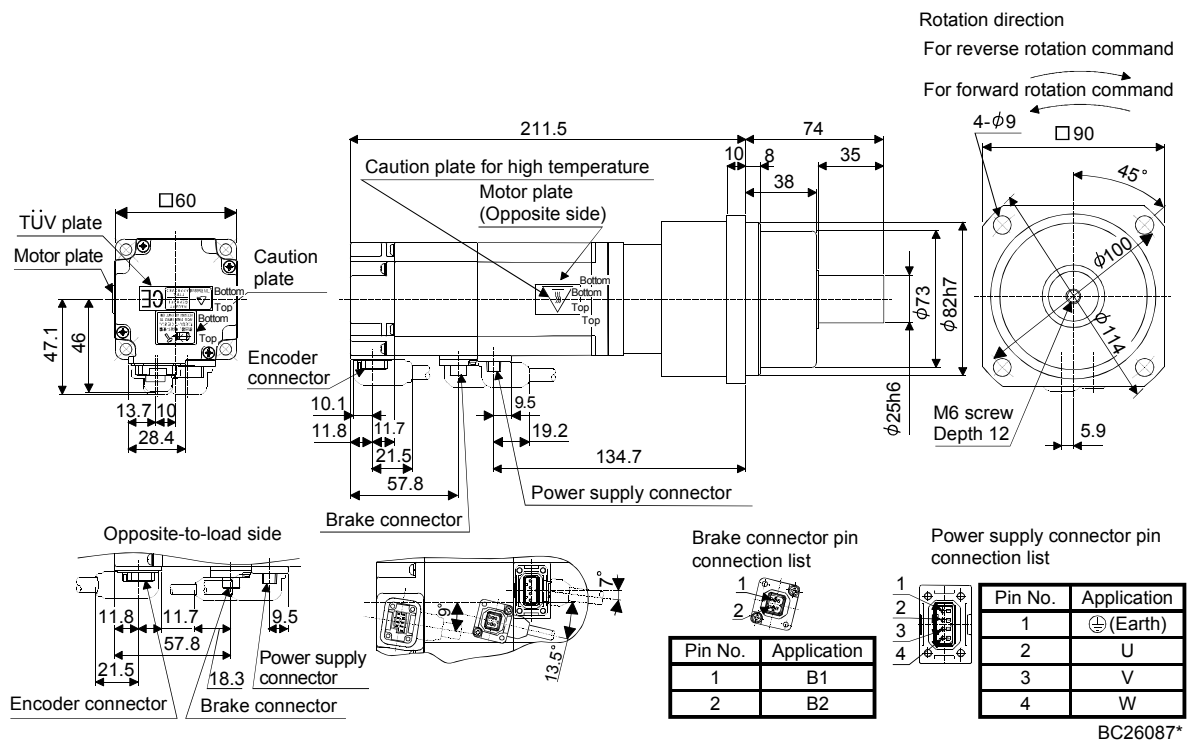 Rotation direction
For reverse rotation command
For forward rotation command
4-ϕ9
□90
45°
ϕ100
ϕ114
M6 screw
Depth 12
5.9
211.5
74
10
8
35
38
Caution plate for high temperature
Motor plate
(Opposite side)
Bottom
Bottom
Top
Top
ϕ73
ϕ82h7
ϕ25h6
□60
TÜV plate
Motor plate
Caution
plate
Bottom
Top
Bottom
Top
47.1
46
13.7
10
28.4
Encoder
connector
10.1
11.8
11.7
21.5
57.8
9.5
19.2
134.7
Power supply connector
Brake connector
Opposite-to-load side
11.8
11.7
9.5
57.8
21.5
18.3
Power supply
connector
Encoder connector
Brake connector
9°
7°
13.5°
Brake connector pin
connection list
1
2
Pin No. Application
1 B1
2 B2
Power supply connector pin
connection list
1
2
3
4
Pin No. Application
1 ⏚ (Earth)
2 U
3 V
4 W
BC26087*